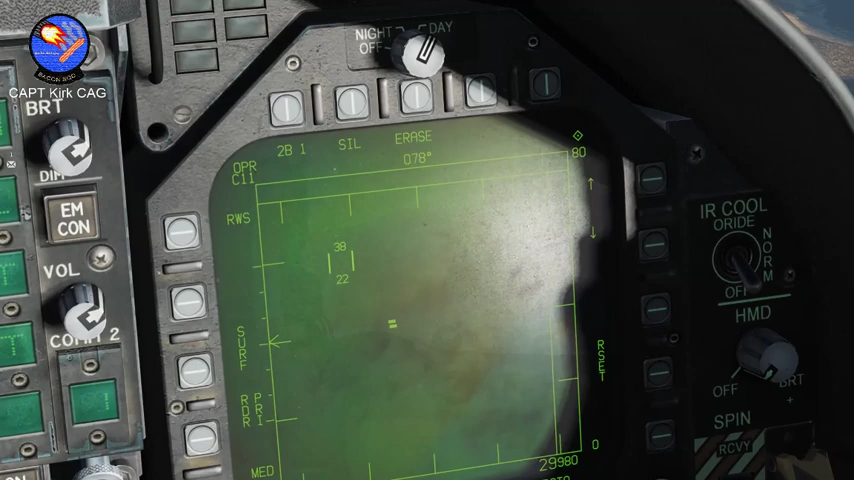 BACON AIRD
CAPT Kirk CAG
BRT
DIM
EM
CON
VOL
COMM 2
NIGHT
DAY
OFF
2B 1
SIL
ERASE
OPR
C11
078°
80
RWS
38
22
SURF
RSET
RDR
PRI
MED
0
29980
IR COOL
ORIDE
NORM
OFF
HMD
OFF
BRT
+
SPIN
RCVY